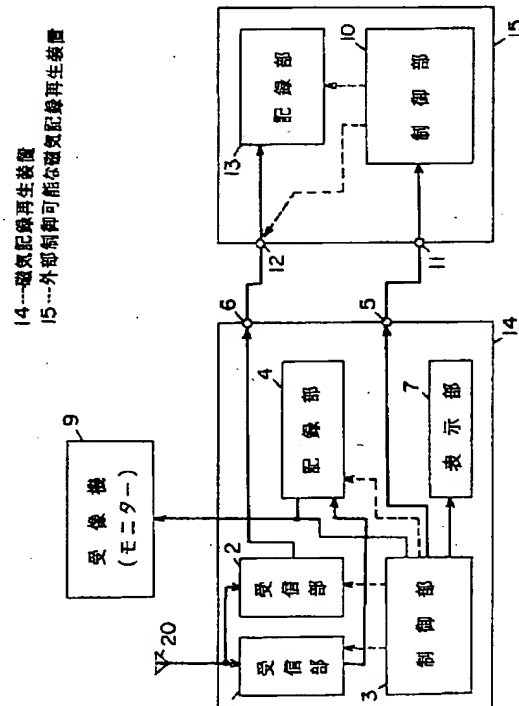 14---磁気記録再生装置
15---外部制御可能な磁気記録再生装置
9
受像機
(モニター)
20
受信部
2
受信部
4
記録部
6
5
3
制御部
7
表示部
14
12
11
13
記録部
10
制御部
15